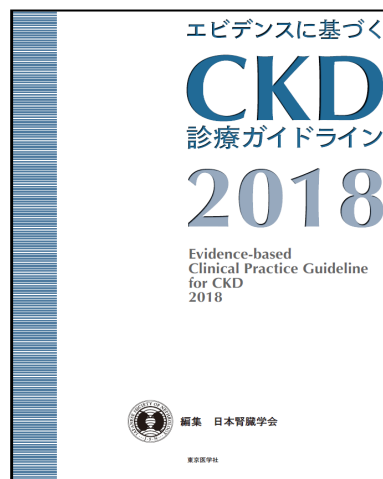 エビデンスに基づく
CKD
診療ガイドライン
2018
Evidence-based
Clinical Practice Guideline
for CKD
2018
編集 日本腎臓学会
東京医学社